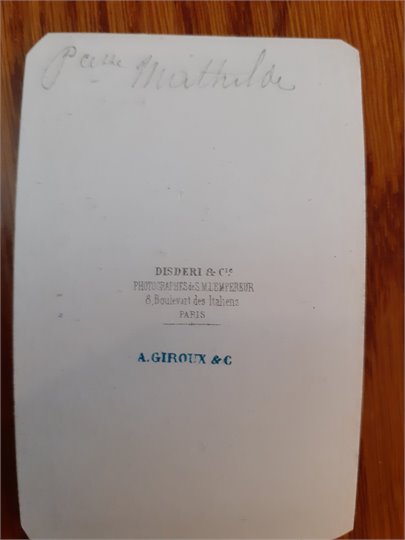 Pcesse Mathilde
DISDERI & Cie
PHOTOGRAPHES de S.M. L'EMPEREUR
8, Boulevart des Italiens
PARIS
A. GIROUX & C